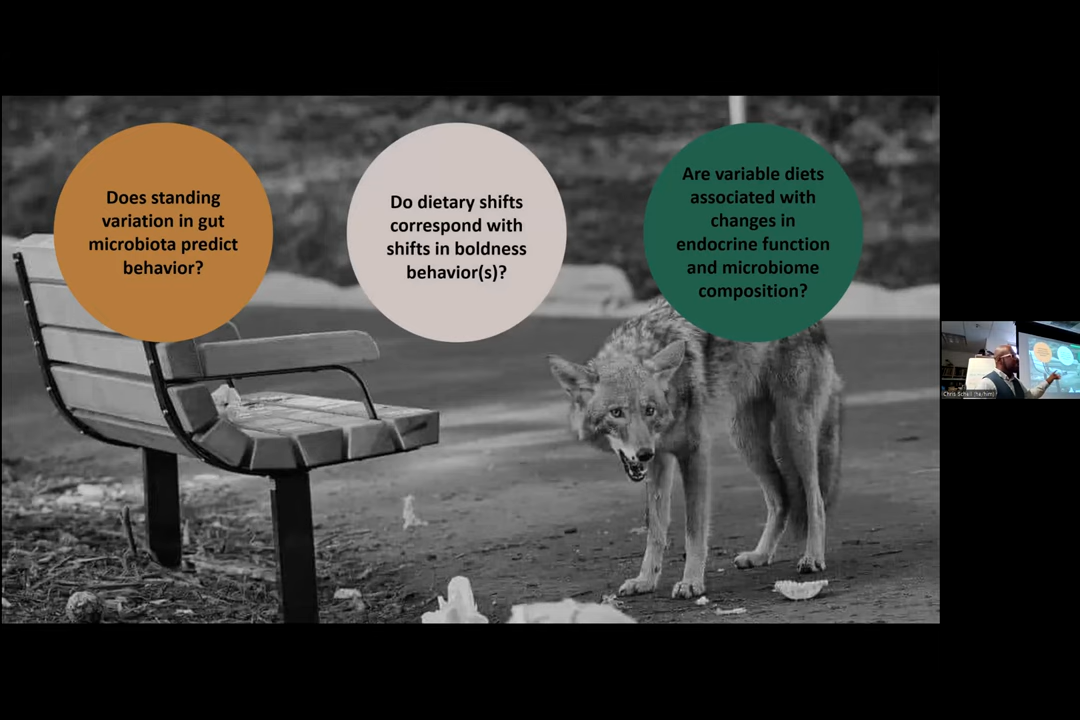 Does standing
variation in gut
microbiota predict
behavior?
Do dietary shifts
correspond with
shifts in boldness
behavior(s)?
Are variable diets
associated with
changes in
endocrine function
and microbiome
composition?
Chris Schell (he/him)